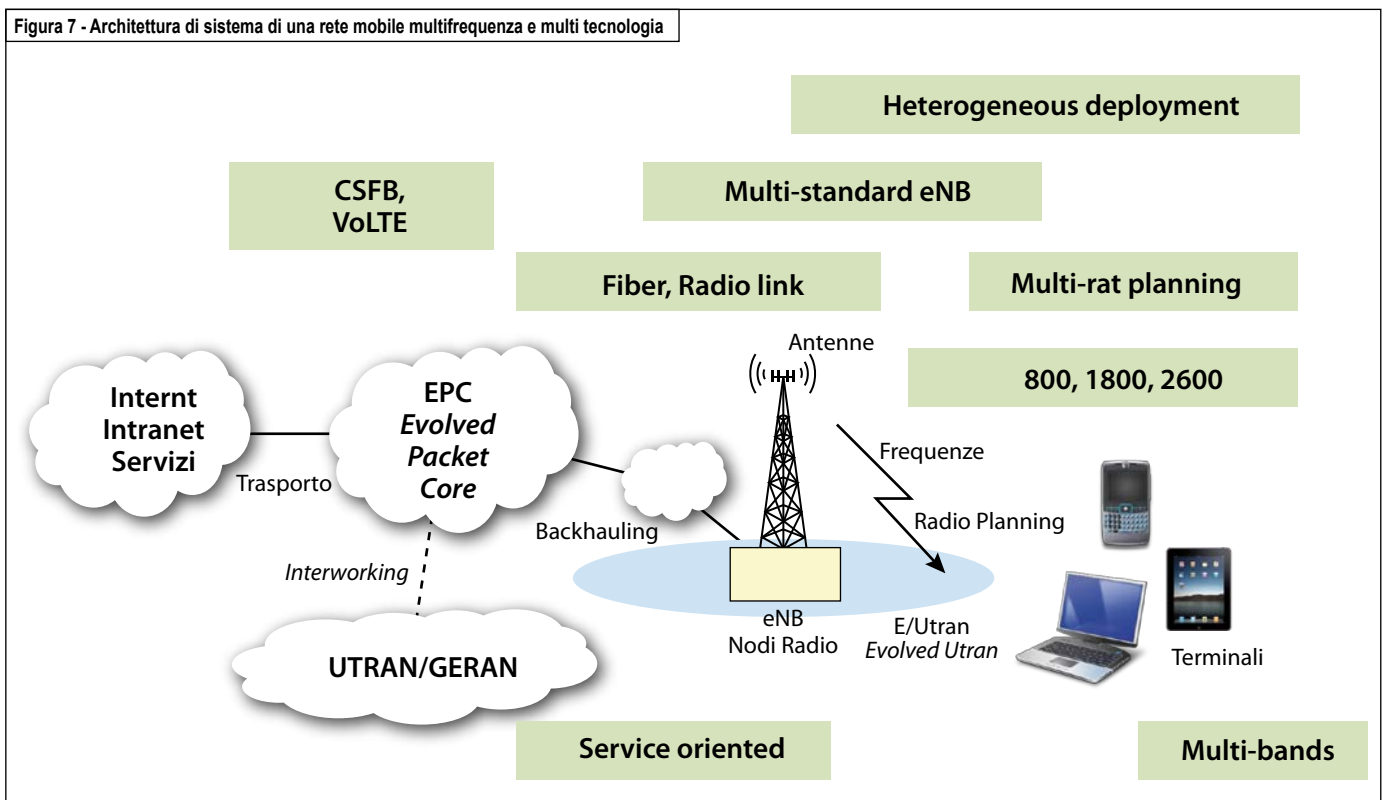 Figura 7 - Architettura di sistema di una rete mobile multifrequenza e multi tecnologia
Heterogeneous deployment
CSFB,
VoLTE
Multi-standard eNB
Fiber, Radio link
Multi-rat planning
Antenne
800, 1800, 2600
Internt
Intranet
Servizi
Trasporto
EPC
Evolved
Packet
Core
Backhauling
Frequenze
Radio Planning
Interworking
UTRAN/GERAN
eNB
Nodi Radio
E/Utran
Evolved Utran
Terminali
Service oriented
Multi-bands